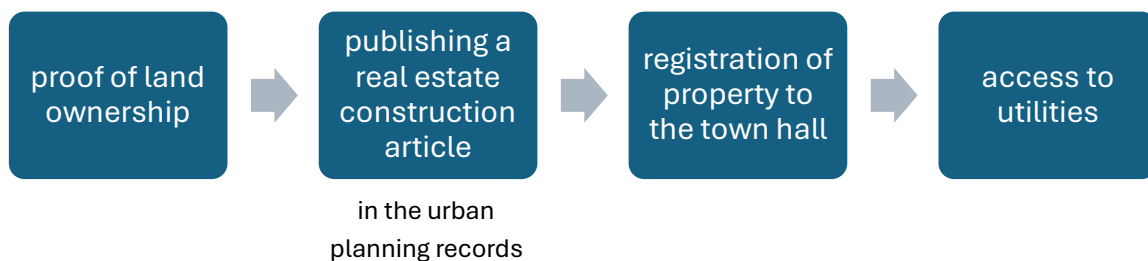 proof of land
ownership
publishing a
real estate
construction
article
in the urban
planning records
registration of
property to
the town hall
access to
utilities